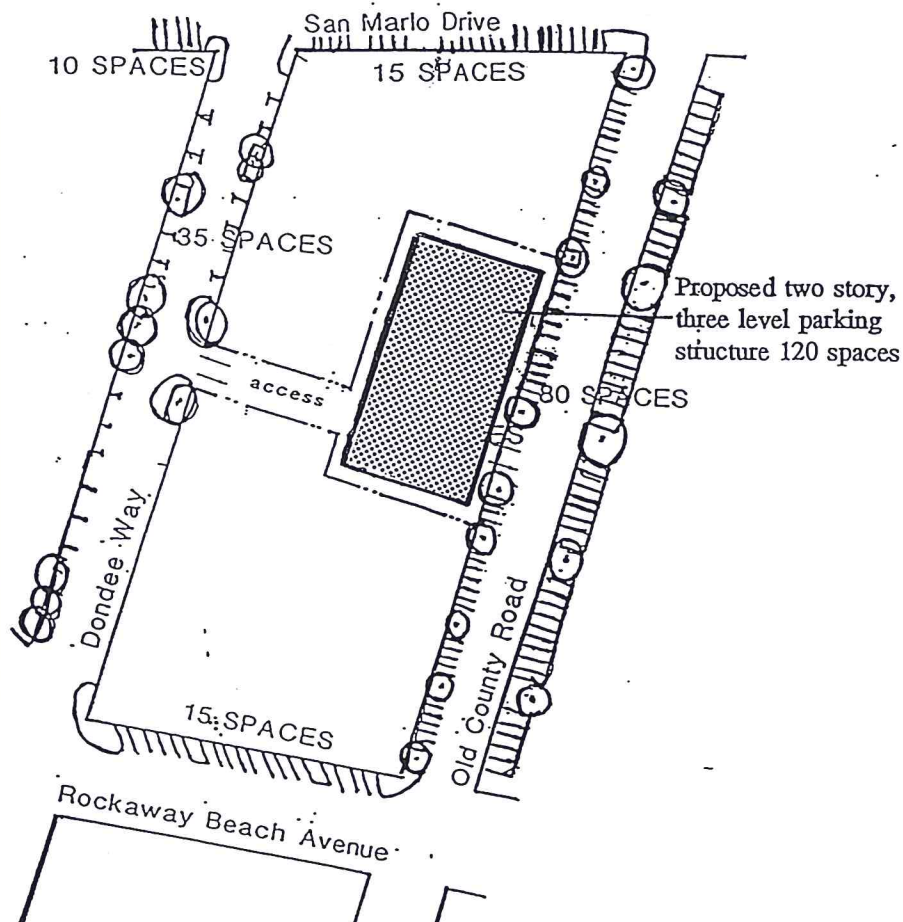 San Marlo Drive
10 SPACES
15 SPACES
35 SPACES
Proposed two story,
three level parking
structure 120 spaces
access
80 SPACES
Dondee Way
Old County Road
15 SPACES
Rockaway Beach Avenue